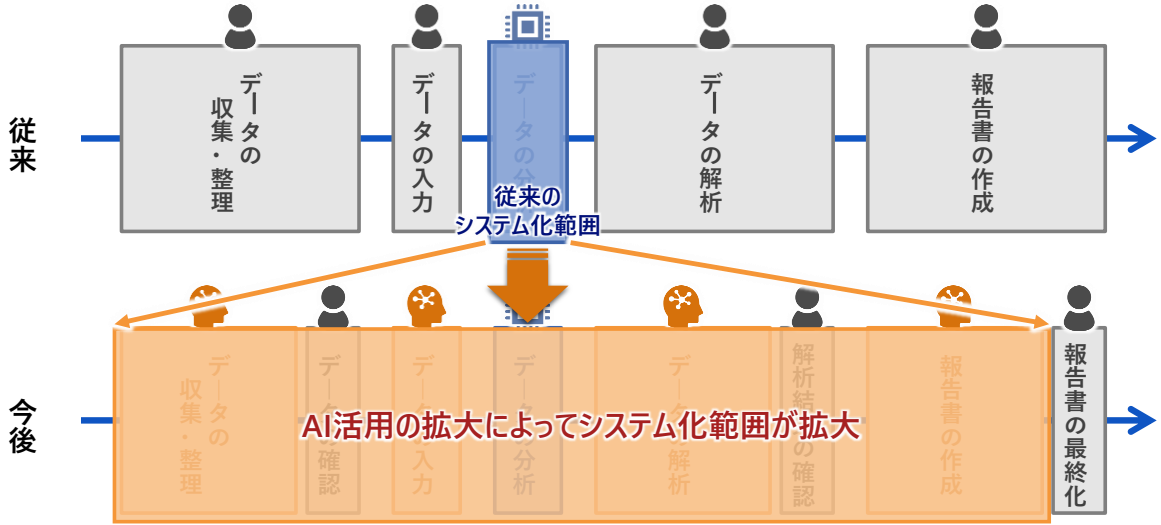 従来
データの
収集・整理
データの入力
データの分析
従来の
システム化範囲
データの解析
報告書の作成
今後
データの
収集・整理
データの確認
データの入力
データの分析
データの解析
解析結果の確認
報告書の作成
報告書の最終化
AI活用の拡大によってシステム化範囲が拡大